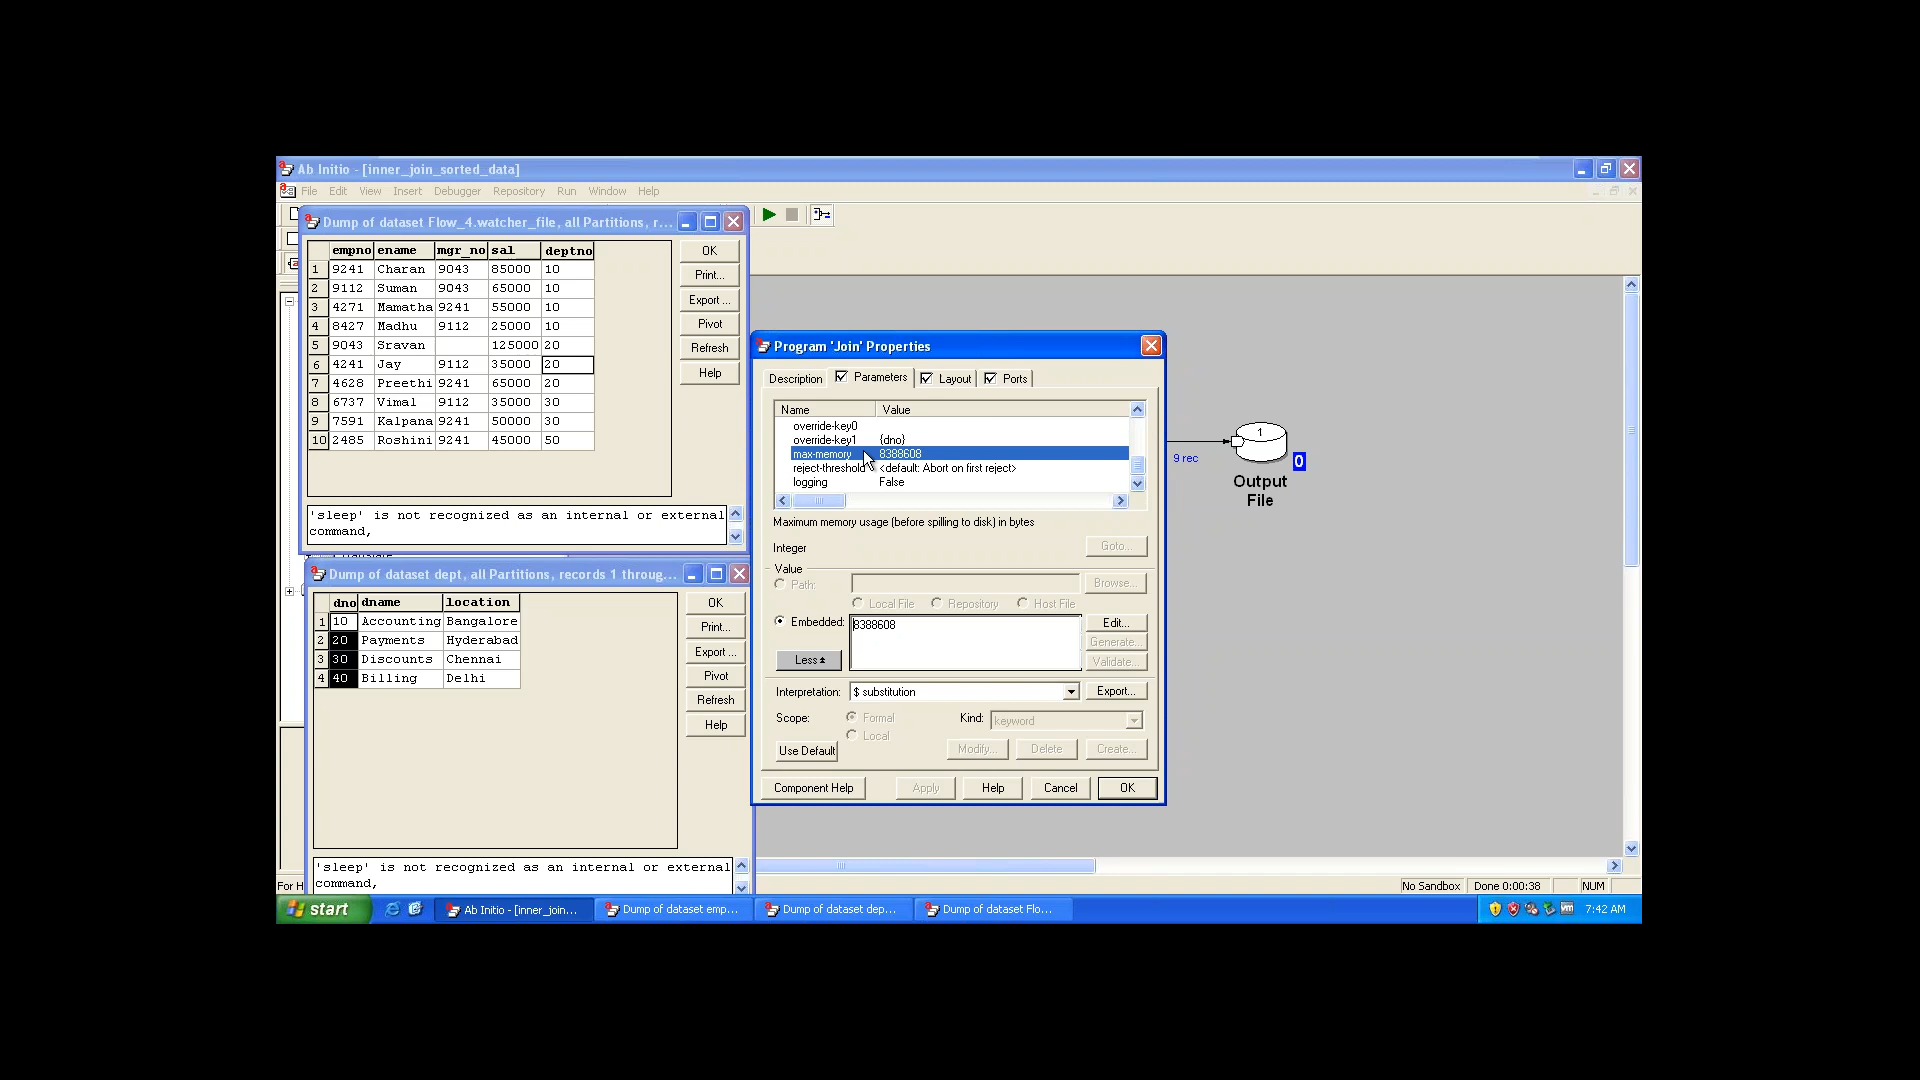 Ab Initio - [inner_join_sorted_data]
File Edit View Insert Debugger Repository Run Window Help
Dump of dataset Flow_4.watcher_file, all Partitions, r...
empno ename mgr_no sal deptno
1 9241 Charan 9043 85000 10
2 9112 Suman 9043 65000 10
3 4271 Mamatha 9241 55000 10
4 8427 Madhu 9112 25000 10
5 9043 Sravan 125000 20
6 4241 Jay 9112 35000 20
7 4628 Preethi 9241 65000 20
8 6737 Vimal 9112 35000 30
9 7591 Kalpana 9241 50000 30
10 2485 Roshini 9241 45000 50
OK
Print...
Export ...
Pivot
Refresh
Help
'sleep' is not recognized as an internal or external
command,
Dump of dataset dept, all Partitions, records 1 throug...
dno dname location
1 10 Accounting Bangalore
2 20 Payments Hyderabad
3 30 Discounts Chennai
4 40 Billing Delhi
OK
Print...
Export ...
Pivot
Refresh
Help
'sleep' is not recognized as an internal or external
command,
Program 'Join' Properties
Description Parameters Layout Ports
Name Value
override-key0
override-key1 {dno}
max-memory 8388608
reject-threshold <default: Abort on first reject>
logging False
Maximum memory usage (before spilling to disk) in bytes
Integer Goto...
Value
Path: Browse...
Local File Repository Host File
Embedded: 8388608 Edit...
Generate...
Less Validate...
Interpretation: $ substitution Export...
Scope: Formal Kind: keyword
Local
Use Default Modify... Delete Create...
Component Help Apply Help Cancel OK
9 rec
1
0
Output
File
For H
No Sandbox Done 0:00:38 NUM
start Ab Initio - [inner_join... Dump of dataset emp... Dump of dataset dep... Dump of dataset Flo... 7:42 AM